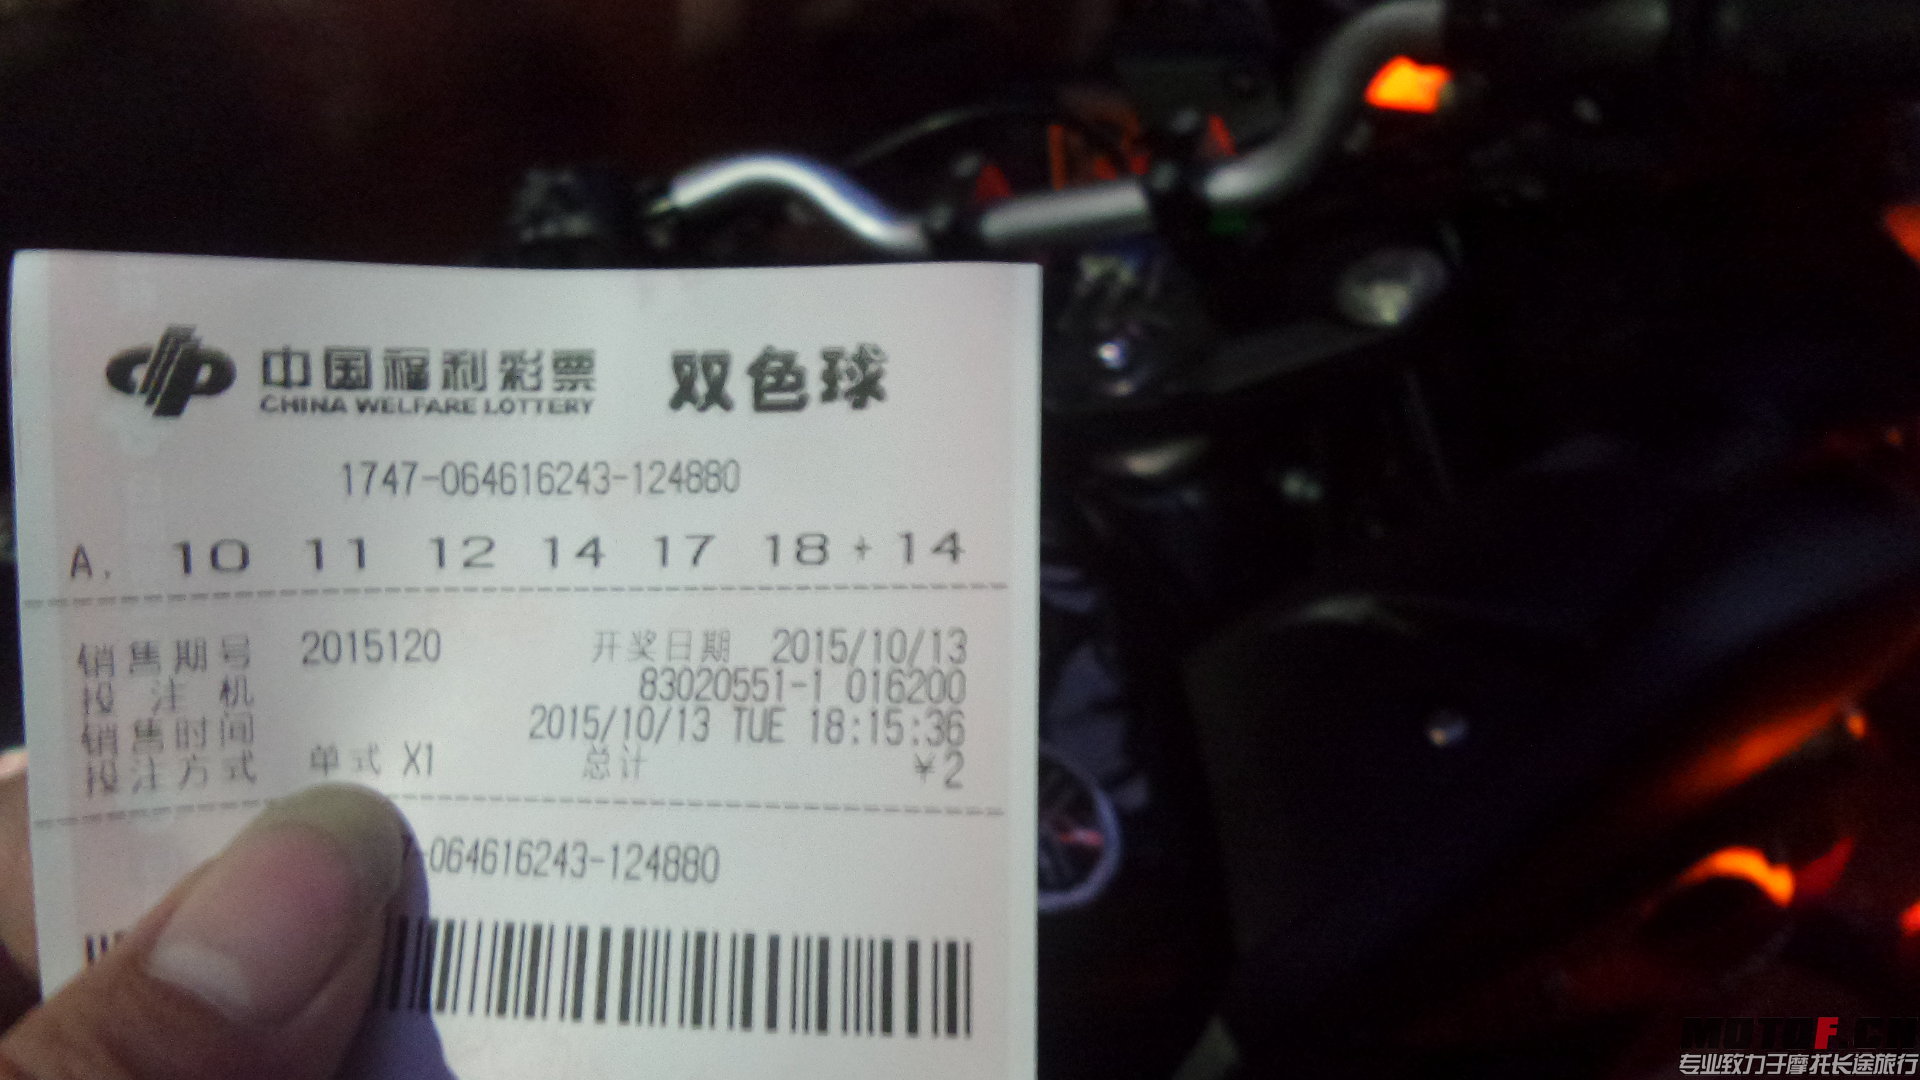 中国福利彩票 双色球
CHINA WELFARE LOTTERY
1747-064616243-124880
A. 10 11 12 14 17 18 + 14
销售期号 2015120 开奖日期 2015/10/13
投注机 83020551-1 016200
销售时间 2015/10/13 TUE 18:15:36
投注方式 单式 X1 总计 ¥2
7-064616243-124880
MOTOF.CN
专业致力于摩托长途旅行